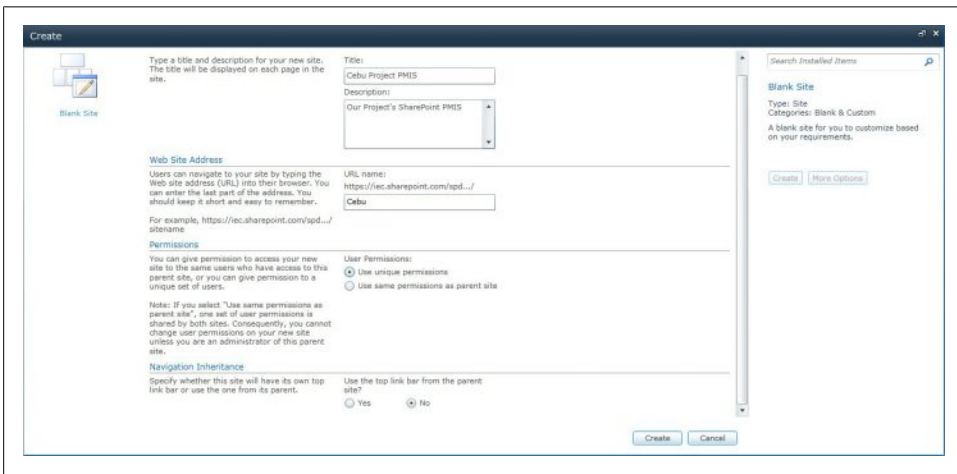 Create
Blank Site
Type a title and description for your new site.
The title will be displayed on each page in the
site.
Title:
Cebu Project PMIS
Description:
Our Project's SharePoint PMIS
Web Site Address
Users can navigate to your site by typing the
Web site address (URL) into their browser. You
can enter the last part of the address. You
should keep it short and easy to remember.
For example, https://iec.sharepoint.com/spd.../
sitename
URL name:
https://iec.sharepoint.com/spd.../
Cebu
Permissions
You can give permission to access your new
site to the same users who have access to this
parent site, or you can give permission to a
unique set of users.
Note: If you select "Use same permissions as
parent site", one set of user permissions is
shared by both sites. Consequently, you cannot
change user permissions on your new site
unless you are an administrator of this parent
site.
User Permissions:
Use unique permissions
Use same permissions as parent site
Navigation Inheritance
Specify whether this site will have its own top
link bar or use the one from its parent.
Use the top link bar from the parent
site?
Yes No
Create Cancel
Search Installed Items
Blank Site
Type: Site
Categories: Blank & Custom
A blank site for you to customize based
on your requirements.
Create More Options